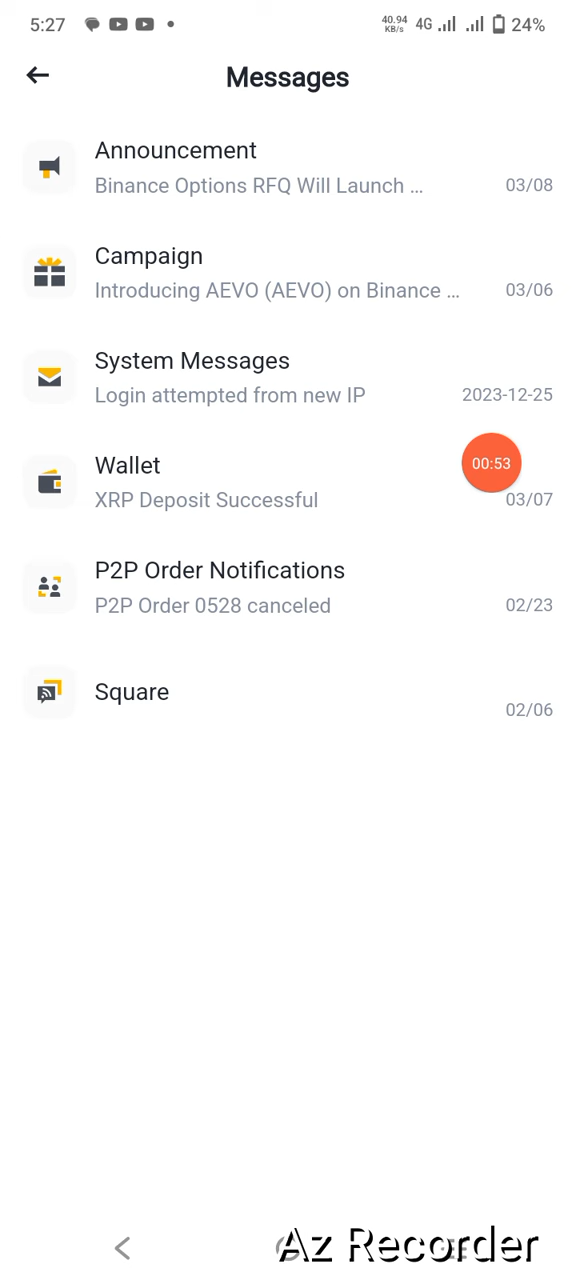 5:27 40.94 KB/s 4G 24%
Messages
Announcement
Binance Options RFQ Will Launch ... 03/08
Campaign
Introducing AEVO (AEVO) on Binance ... 03/06
System Messages
Login attempted from new IP 2023-12-25
Wallet
00:53
XRP Deposit Successful 03/07
P2P Order Notifications
P2P Order 0528 canceled 02/23
Square
02/06
Az Recorder